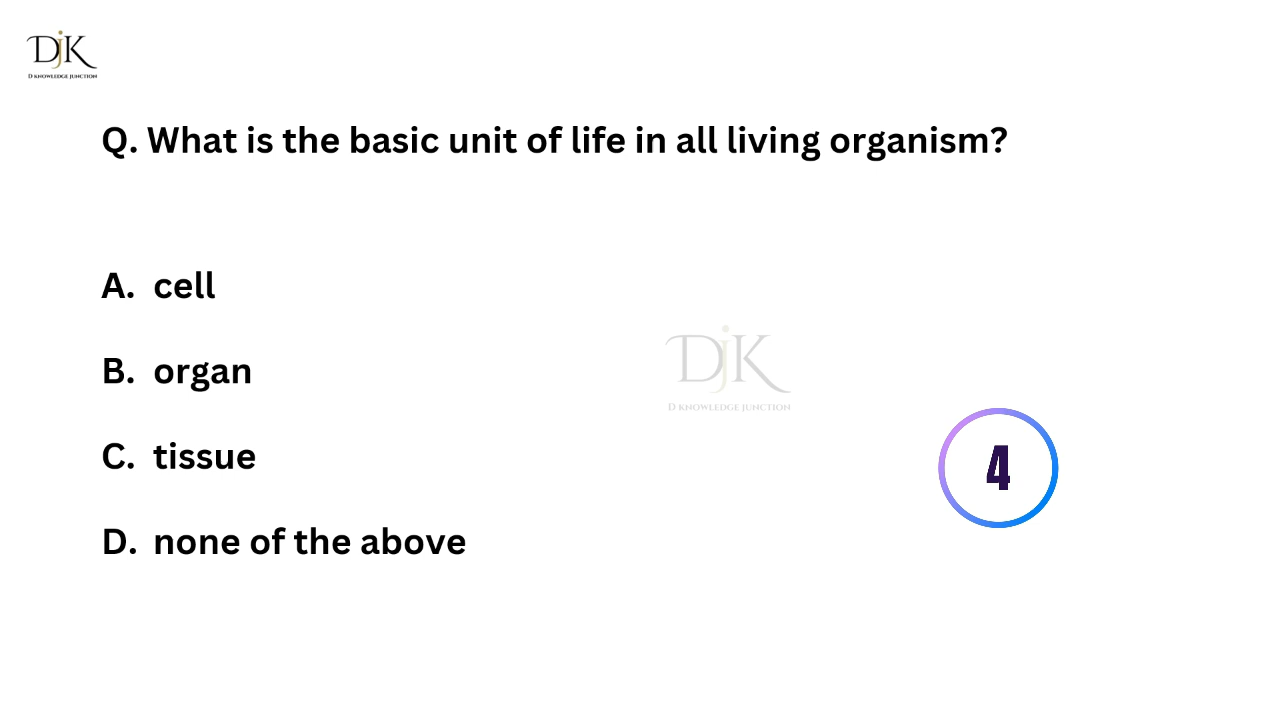 DjK
D KNOWLEDGE JUNCTION
Q. What is the basic unit of life in all living organism?
A. cell
B. organ
DjK
D KNOWLEDGE JUNCTION
C. tissue
4
D. none of the above